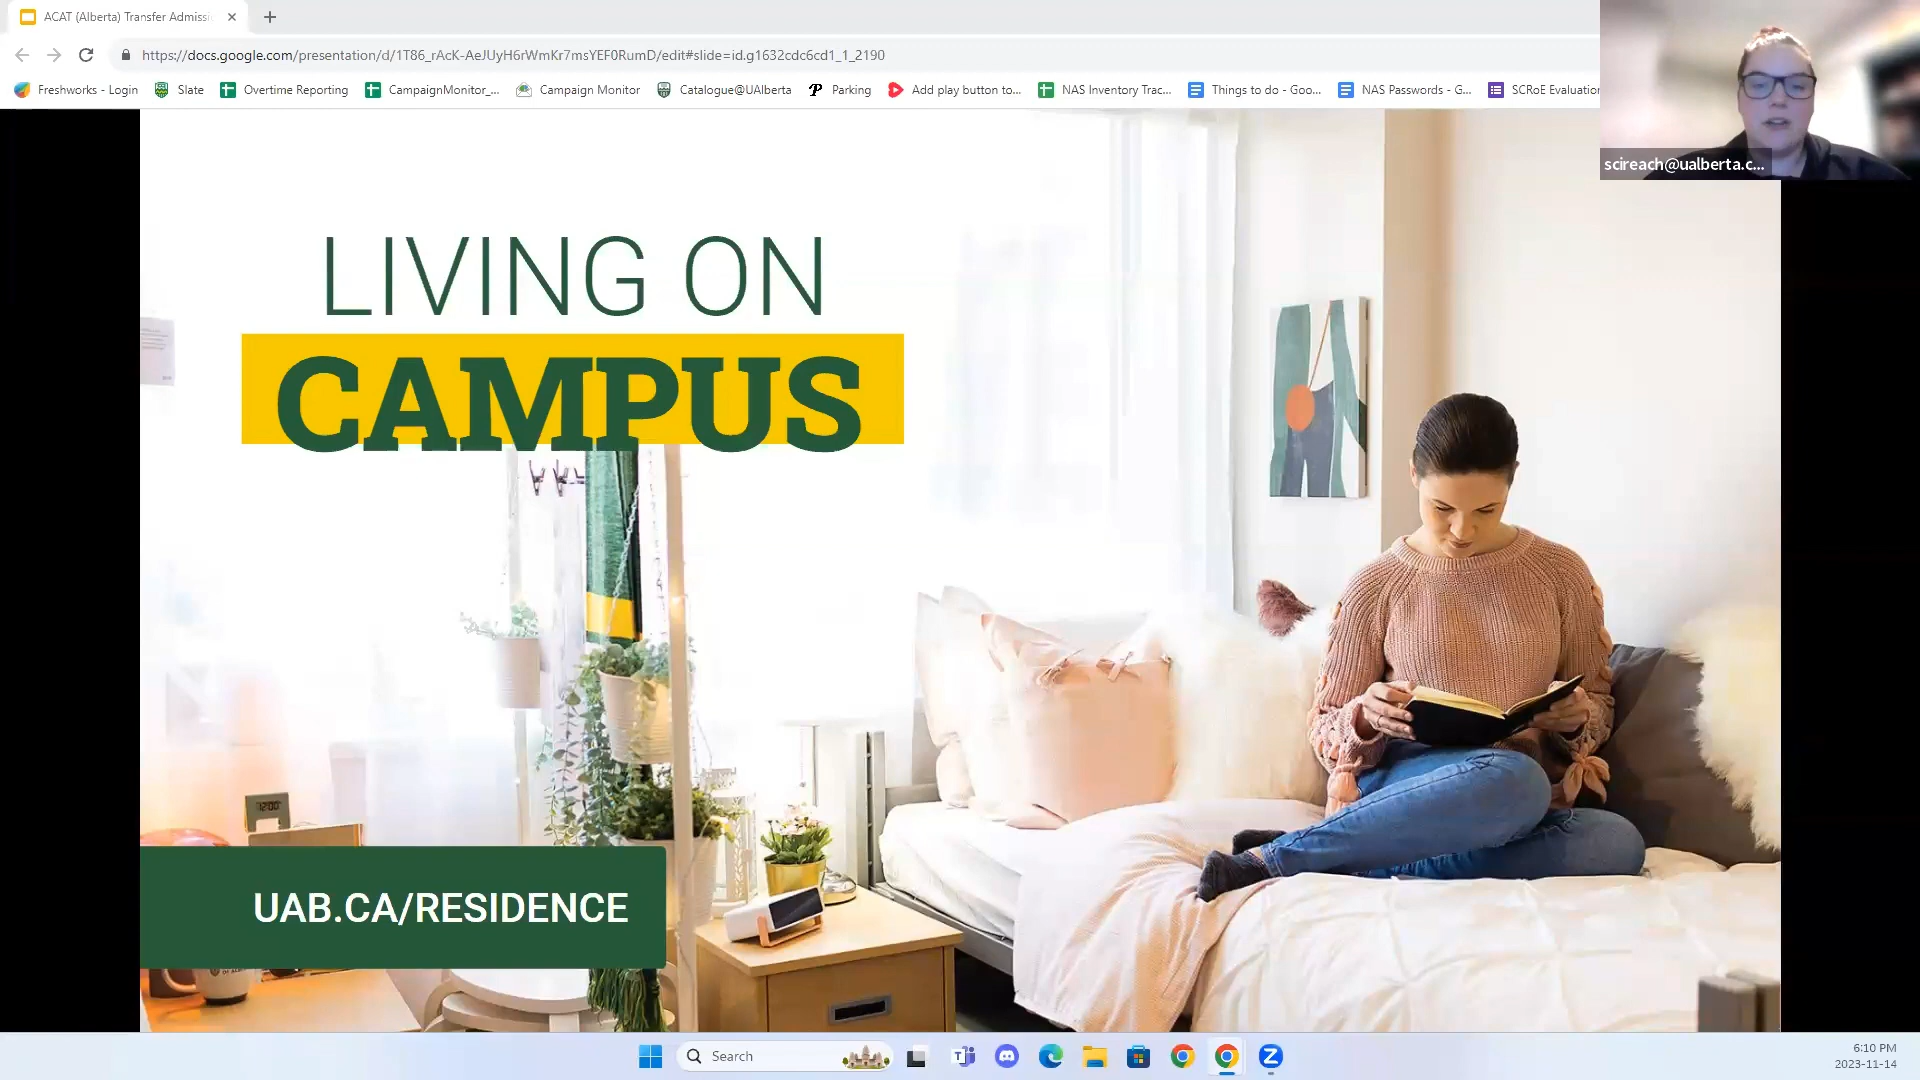 ACAT (Alberta) Transfer Admissi
https://docs.google.com/presentation/d/1T86_rAcK-AeJUyH6rWmKr7msYEF0RumD/edit#slide=id.g1632cdc6cd1_1_2190
Freshworks - Login
Slate
Overtime Reporting
CampaignMonitor_...
Campaign Monitor
Catalogue@UAlberta
Parking
Add play button to...
NAS Inventory Trac...
Things to do - Goo...
NAS Passwords - G...
SCRoE Evaluation
scireach@ualberta.c...
LIVING ON
CAMPUS
12:00
UAB.CA/RESIDENCE
Search
6:10 PM
2023-11-14